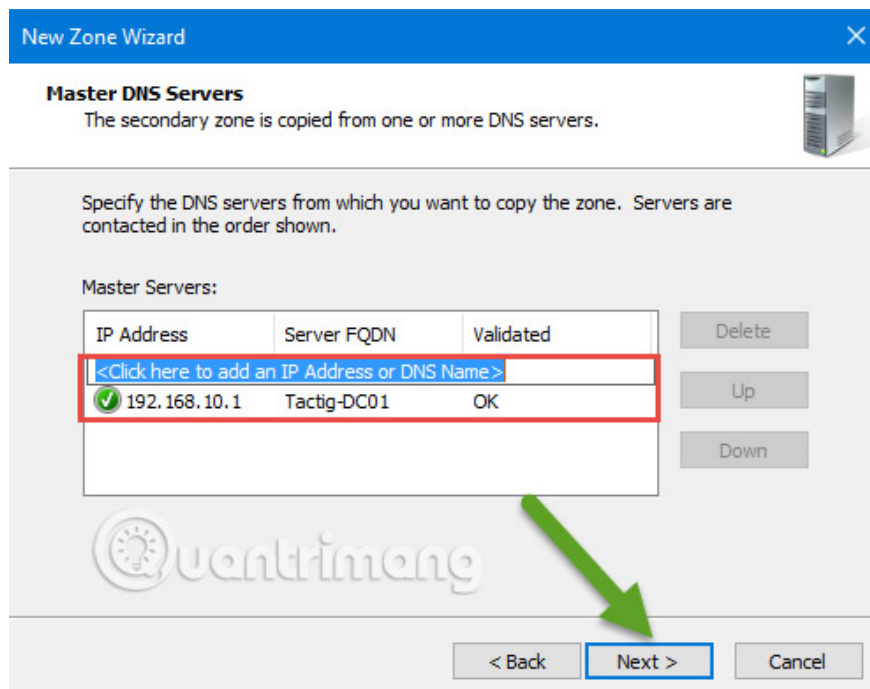 New Zone Wizard
Master DNS Servers
The secondary zone is copied from one or more DNS servers.
Specify the DNS servers from which you want to copy the zone. Servers are
contacted in the order shown.
Master Servers:
IP Address Server FQDN Validated
Delete
<Click here to add an IP Address or DNS Name>
192.168.10.1 Tactig-DC01 OK
Up
Down
Quantrimang
< Back Next > Cancel